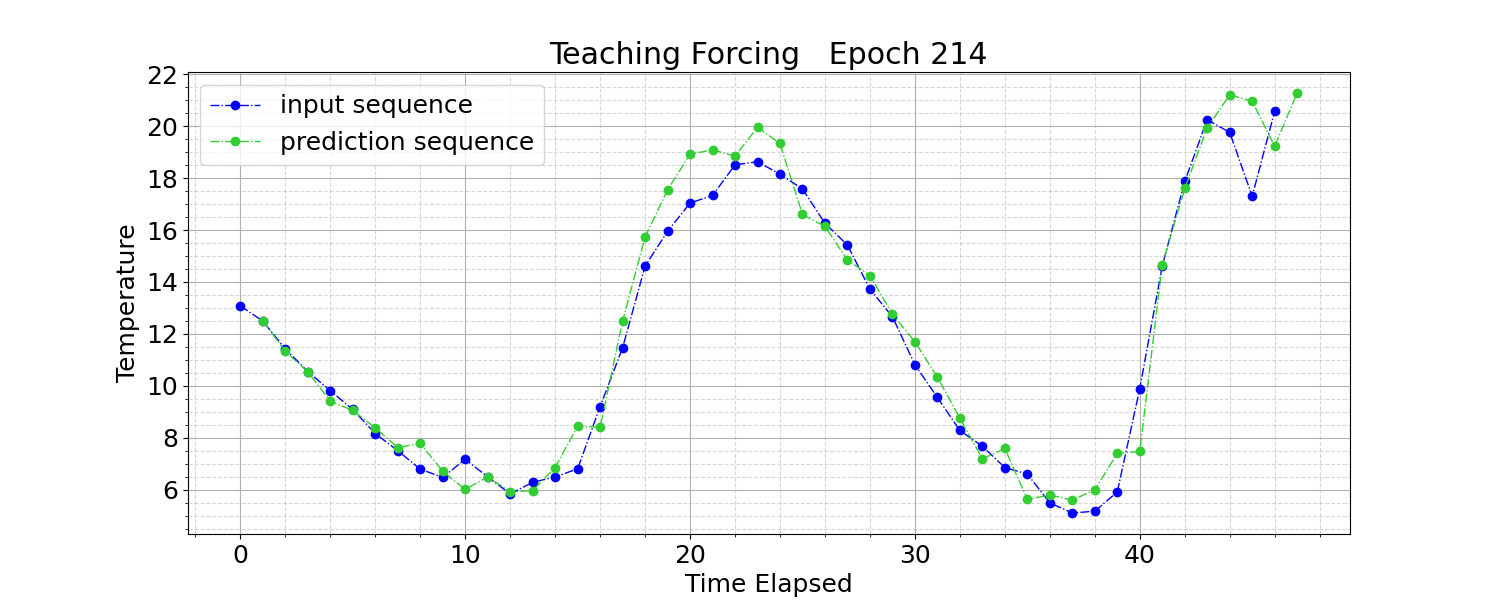 Teaching Forcing   Epoch 214
input sequence
prediction sequence
Temperature
22
20
18
16
14
12
10
8
6
0 10 20 30 40
Time Elapsed